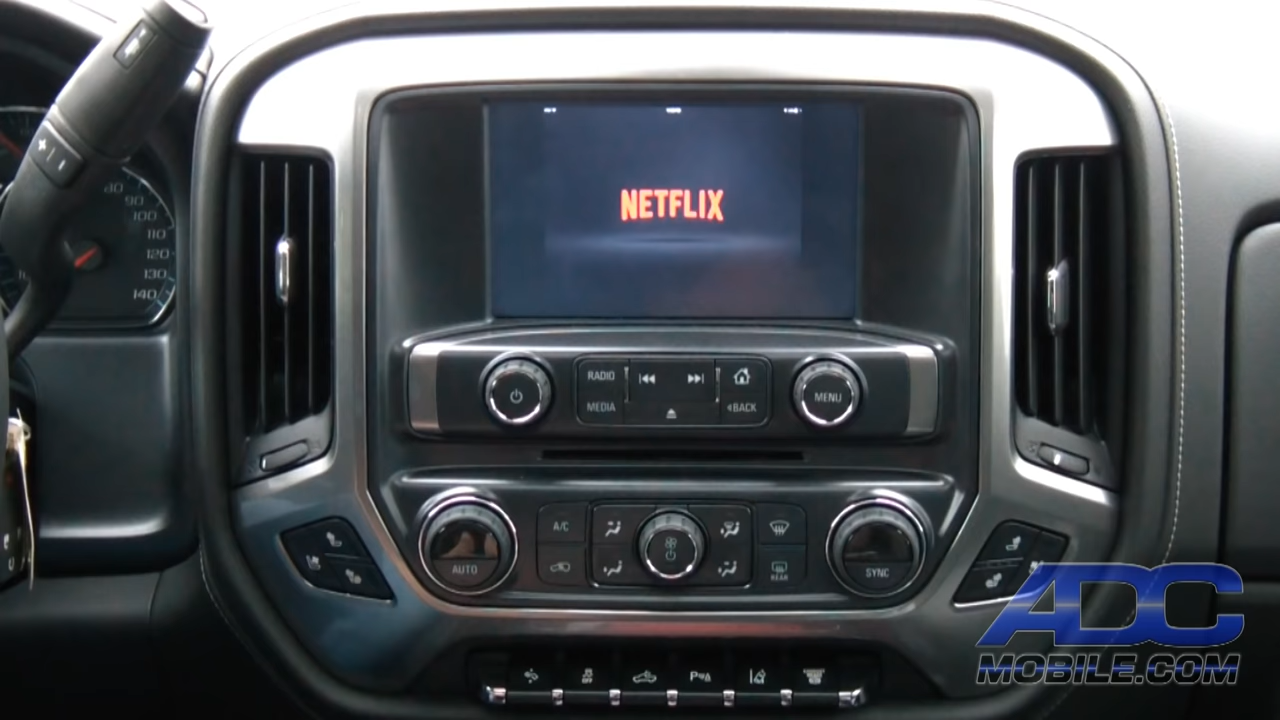 80
90
100
110
120
130
140
NETFLIX
RADIO
MEDIA
BACK
MENU
A/C
AUTO
REAR
SYNC
ADC
MOBILE.COM